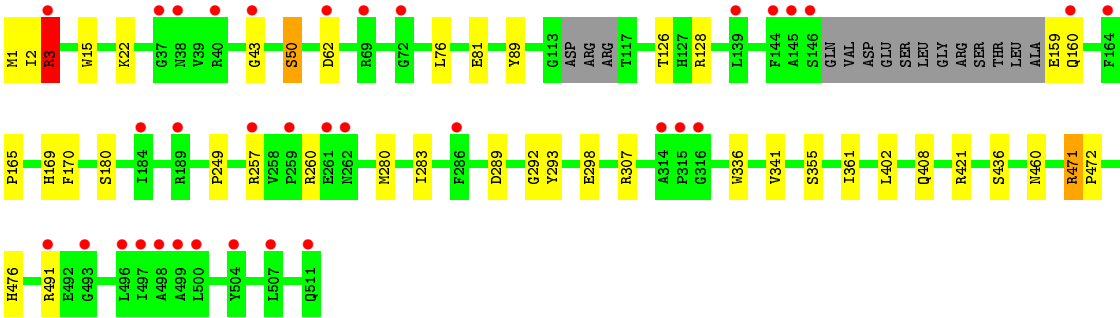 M1 I2 R3 W15 K22 G37 N38 V39 R40 G43 S50 D62 R69 G72 L76 E81 Y89 G113 ASP ARG ARG T117 T126 H127 R128 L139 F144 A145 S146 GLN VAL ASP GLU SER LEU GLY ARG SER THR LEU ALA E159 Q160 F164
P165 H169 F170 S180 I184 R189 P249 R257 V258 P259 R260 E261 N262 M280 I283 F286 D289 G292 Y293 E298 R307 A314 P315 G316 W336 V341 S355 I361 L402 Q408 R421 S436 N460 R471 P472
H476 R491 E492 G493 L496 I497 A498 A499 L500 Y504 L507 Q511